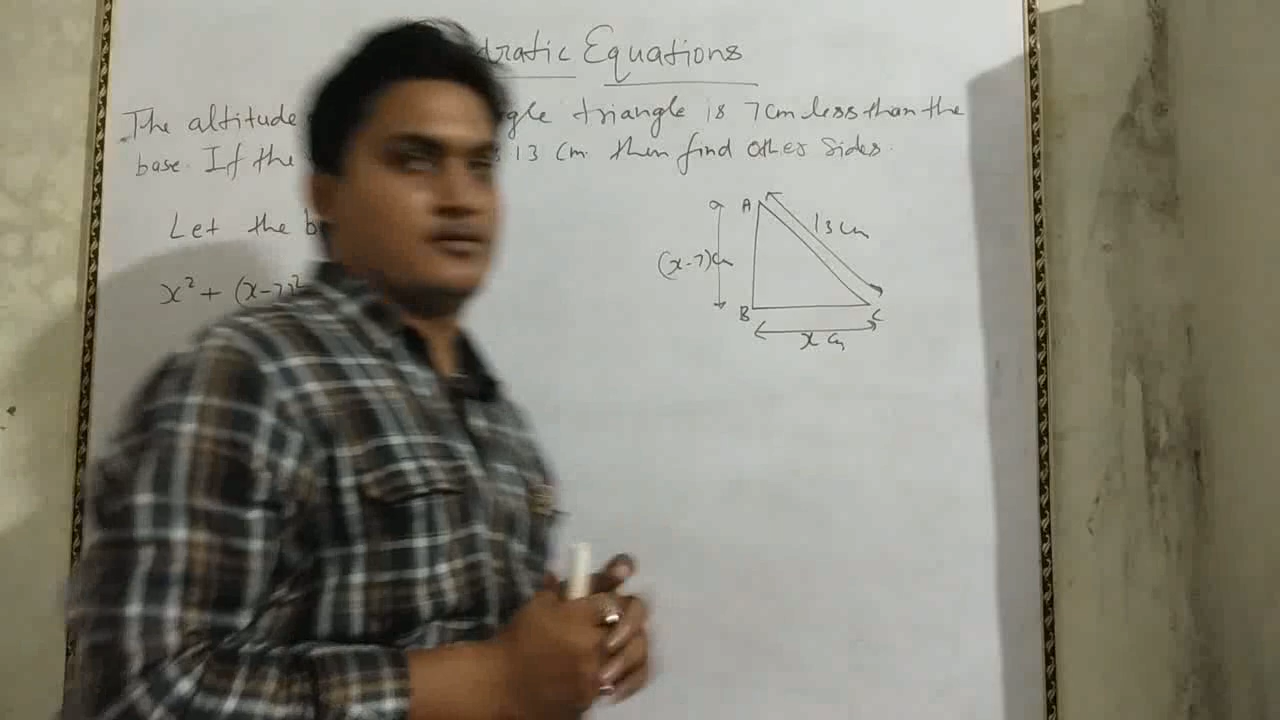 dratic Equations
The altitude gle triangle is 7cm less than the
base. If the 13 cm then find other sides.
Let the b
x² + (x-7)²
A
13 cm
(x-7)cm
B
C
x cm